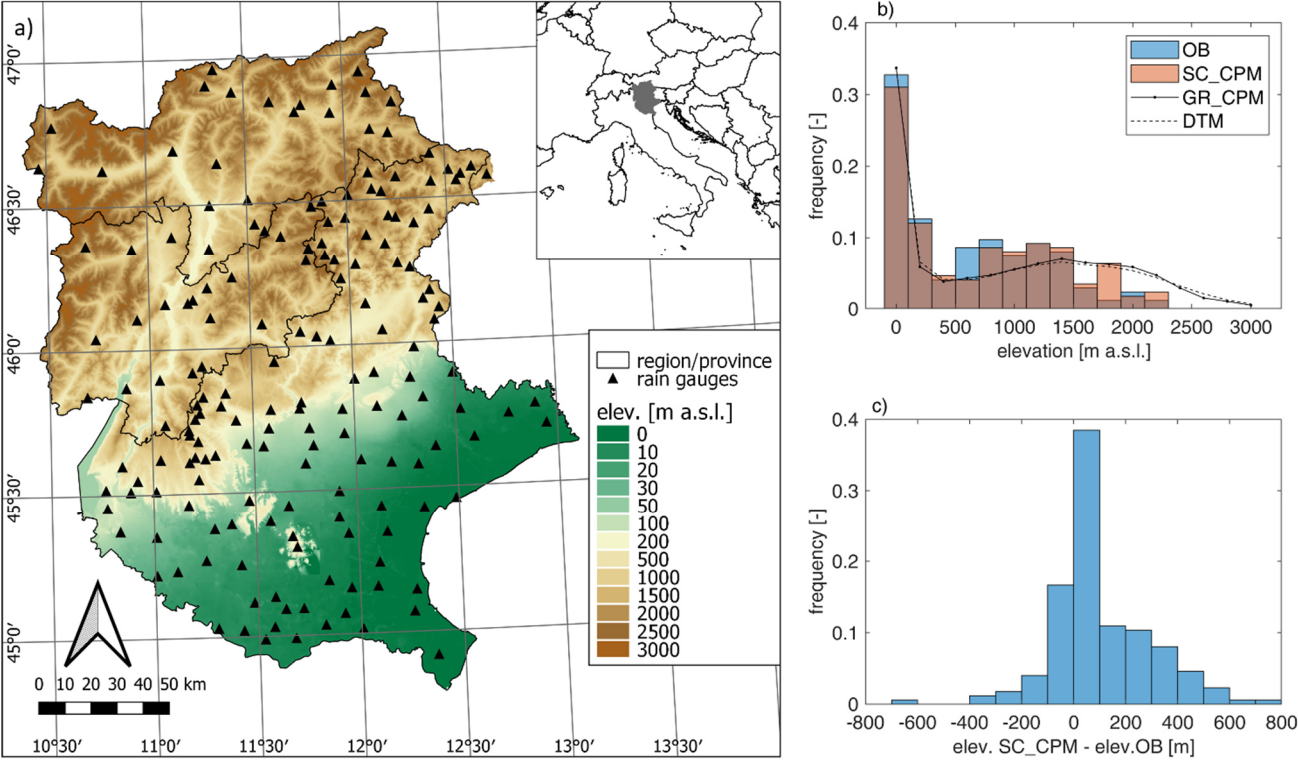 a)
47°0′
46°30′
46°0′
45°30′
45°0′
10°30′
11°0′
11°30′
12°0′
12°30′
13°0′
13°30′
0 10 20 30 40 50 km
region/province
rain gauges
elev. [m a.s.l.]
0
10
20
30
50
100
200
500
1000
1500
2000
2500
3000
b)
0.4
0.3
0.2
0.1
0
frequency [-]
OB
SC_CPM
GR_CPM
DTM
0 500 1000 1500 2000 2500 3000
elevation [m a.s.l.]
c)
0.4
0.3
0.2
0.1
0
frequency [-]
-800 -600 -400 -200 0 200 400 600 800
elev. SC_CPM - elev.OB [m]